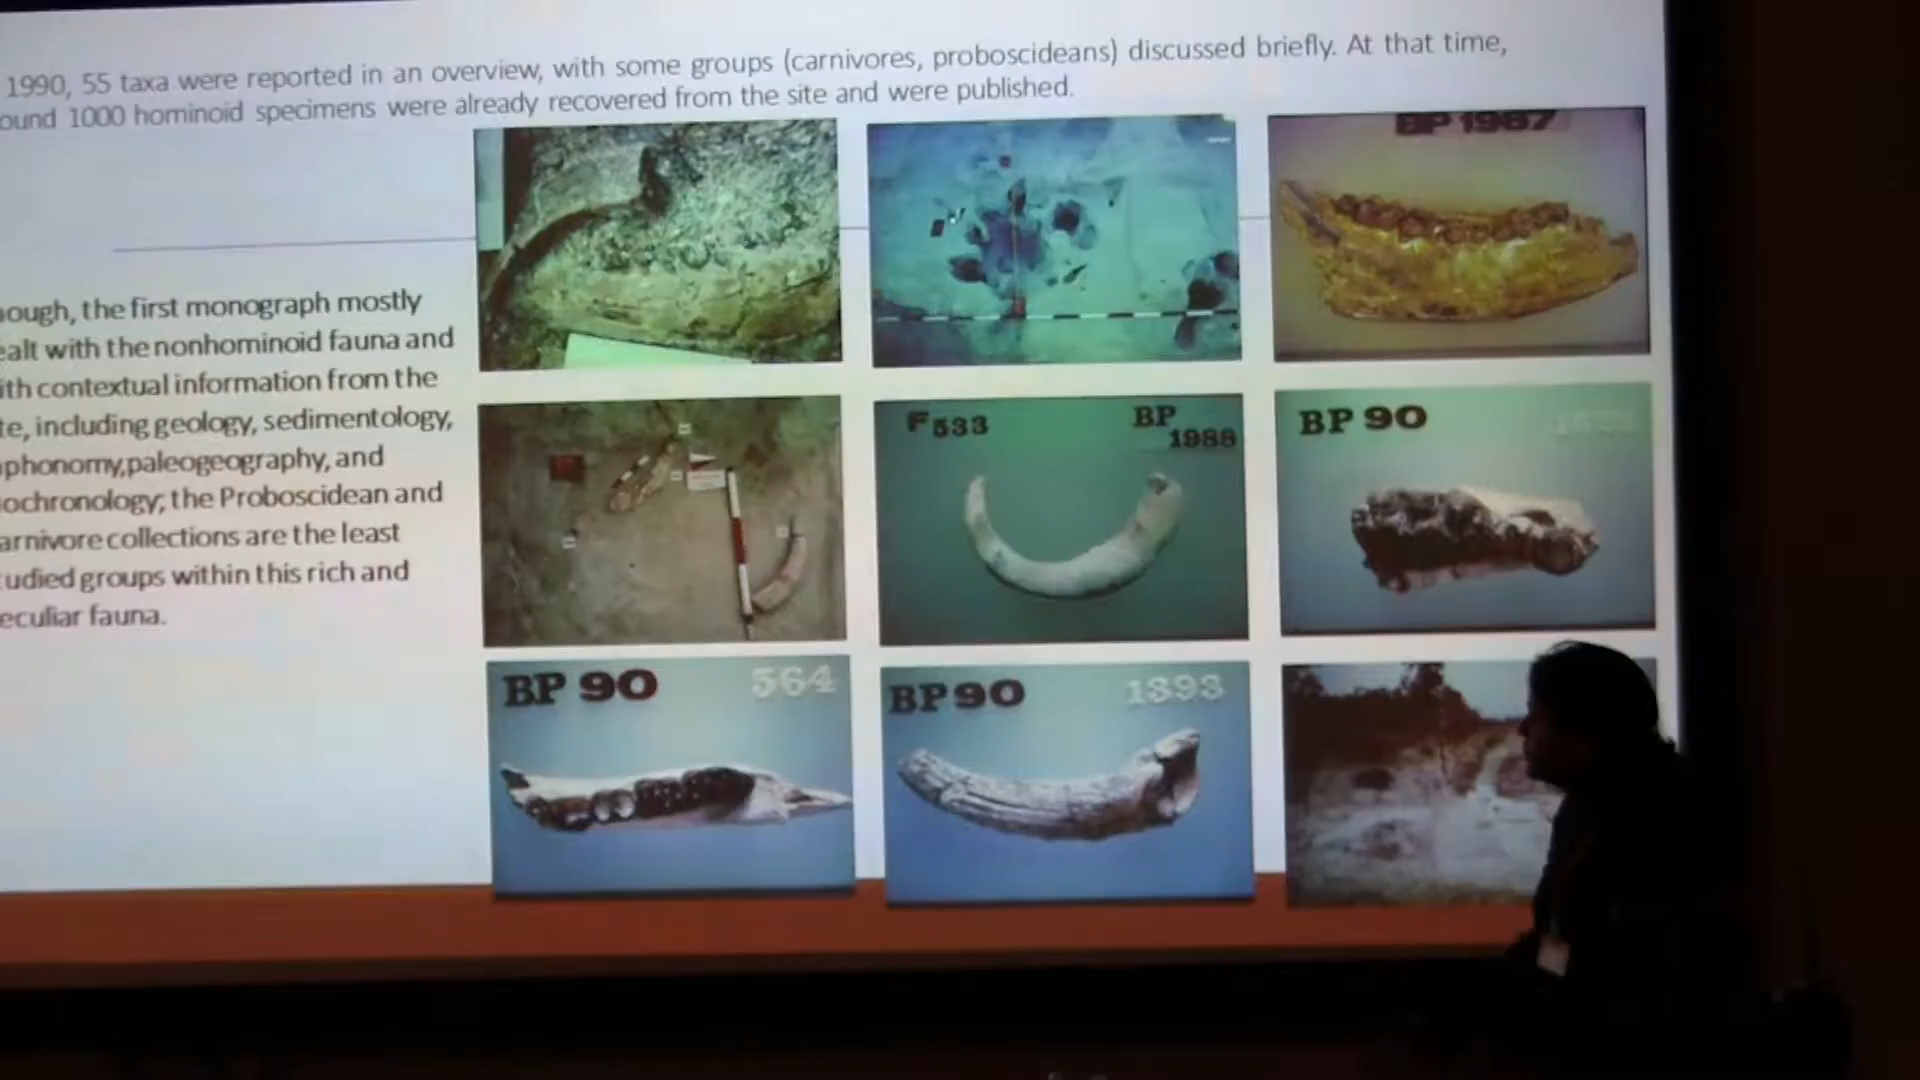 1990, 55 taxa were reported in an overview, with some groups (carnivores, proboscideans) discussed briefly. At that time,
ound 1000 hominoid specimens were already recovered from the site and were published.
BP 1987
ough, the first monograph mostly
ealt with the nonhominoid fauna and
ith contextual information from the
te, including geology, sedimentology,
phonomy,paleogeography, and
ochronology, the Proboscidean and
arnivore collections are the least
udied groups within this rich and
eculiar fauna.
F 533 BP 1988
BP 90
BP 90 564
BP 90 1393